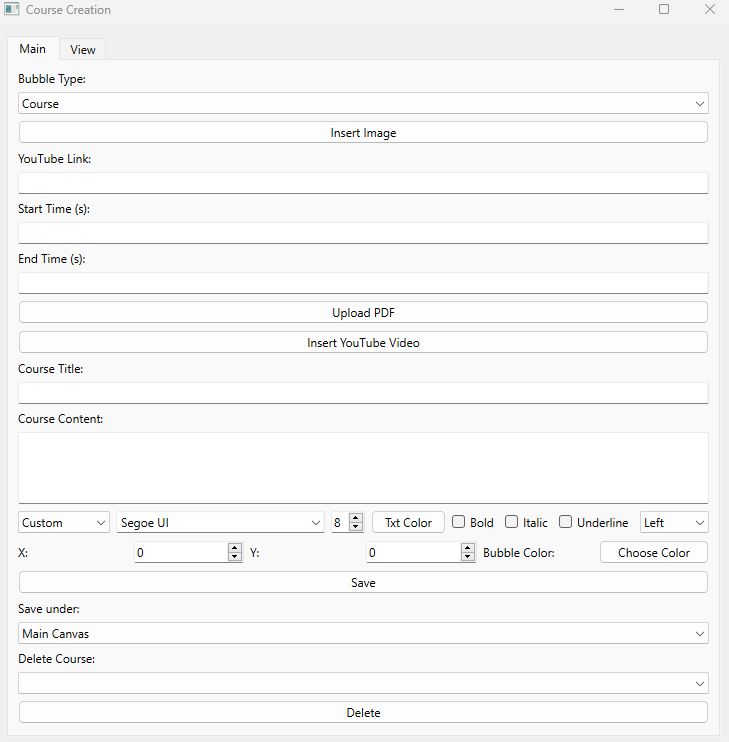 Course Creation
Main View
Bubble Type:
Course
Insert Image
YouTube Link:
Start Time (s):
End Time (s):
Upload PDF
Insert YouTube Video
Course Title:
Course Content:
Custom Segoe UI 8 Txt Color Bold Italic Underline Left
X: 0 Y: 0 Bubble Color: Choose Color
Save
Save under:
Main Canvas
Delete Course:
Delete